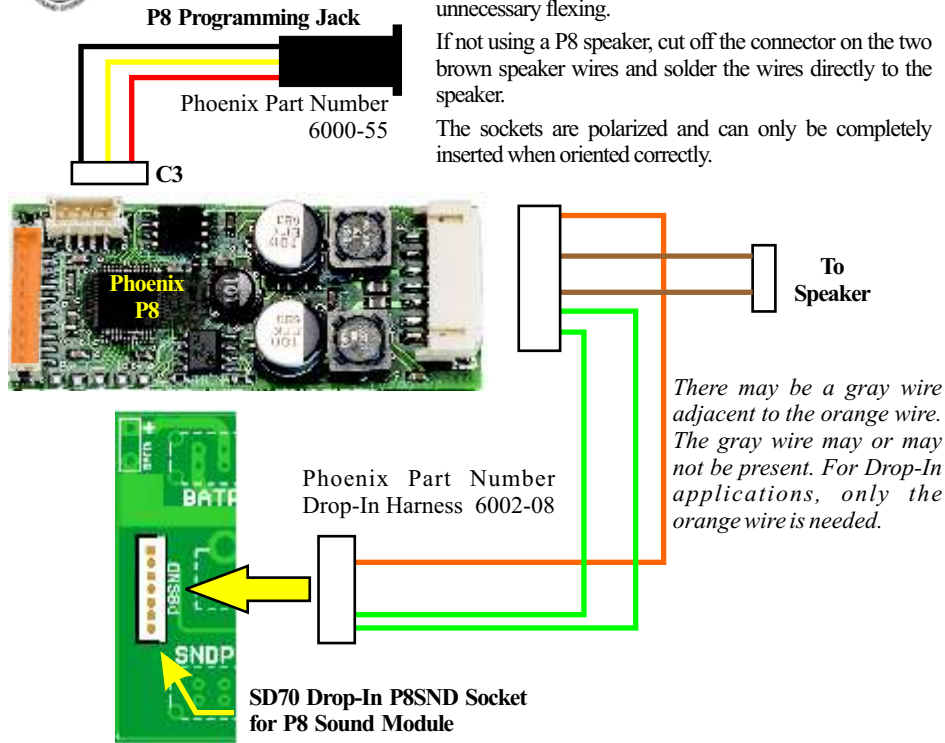 P8 Programming Jack
Phoenix Part Number
6000-55
C3
unnecessary flexing.
If not using a P8 speaker, cut off the connector on the two
brown speaker wires and solder the wires directly to the
speaker.
The sockets are polarized and can only be completely
inserted when oriented correctly.
Phoenix
P8
To
Speaker
There may be a gray wire
adjacent to the orange wire.
The gray wire may or may
not be present. For Drop-In
applications, only the
orange wire is needed.
Phoenix Part Number
Drop-In Harness 6002-08
BATP
P8SND
SNDP
SD70 Drop-In P8SND Socket
for P8 Sound Module